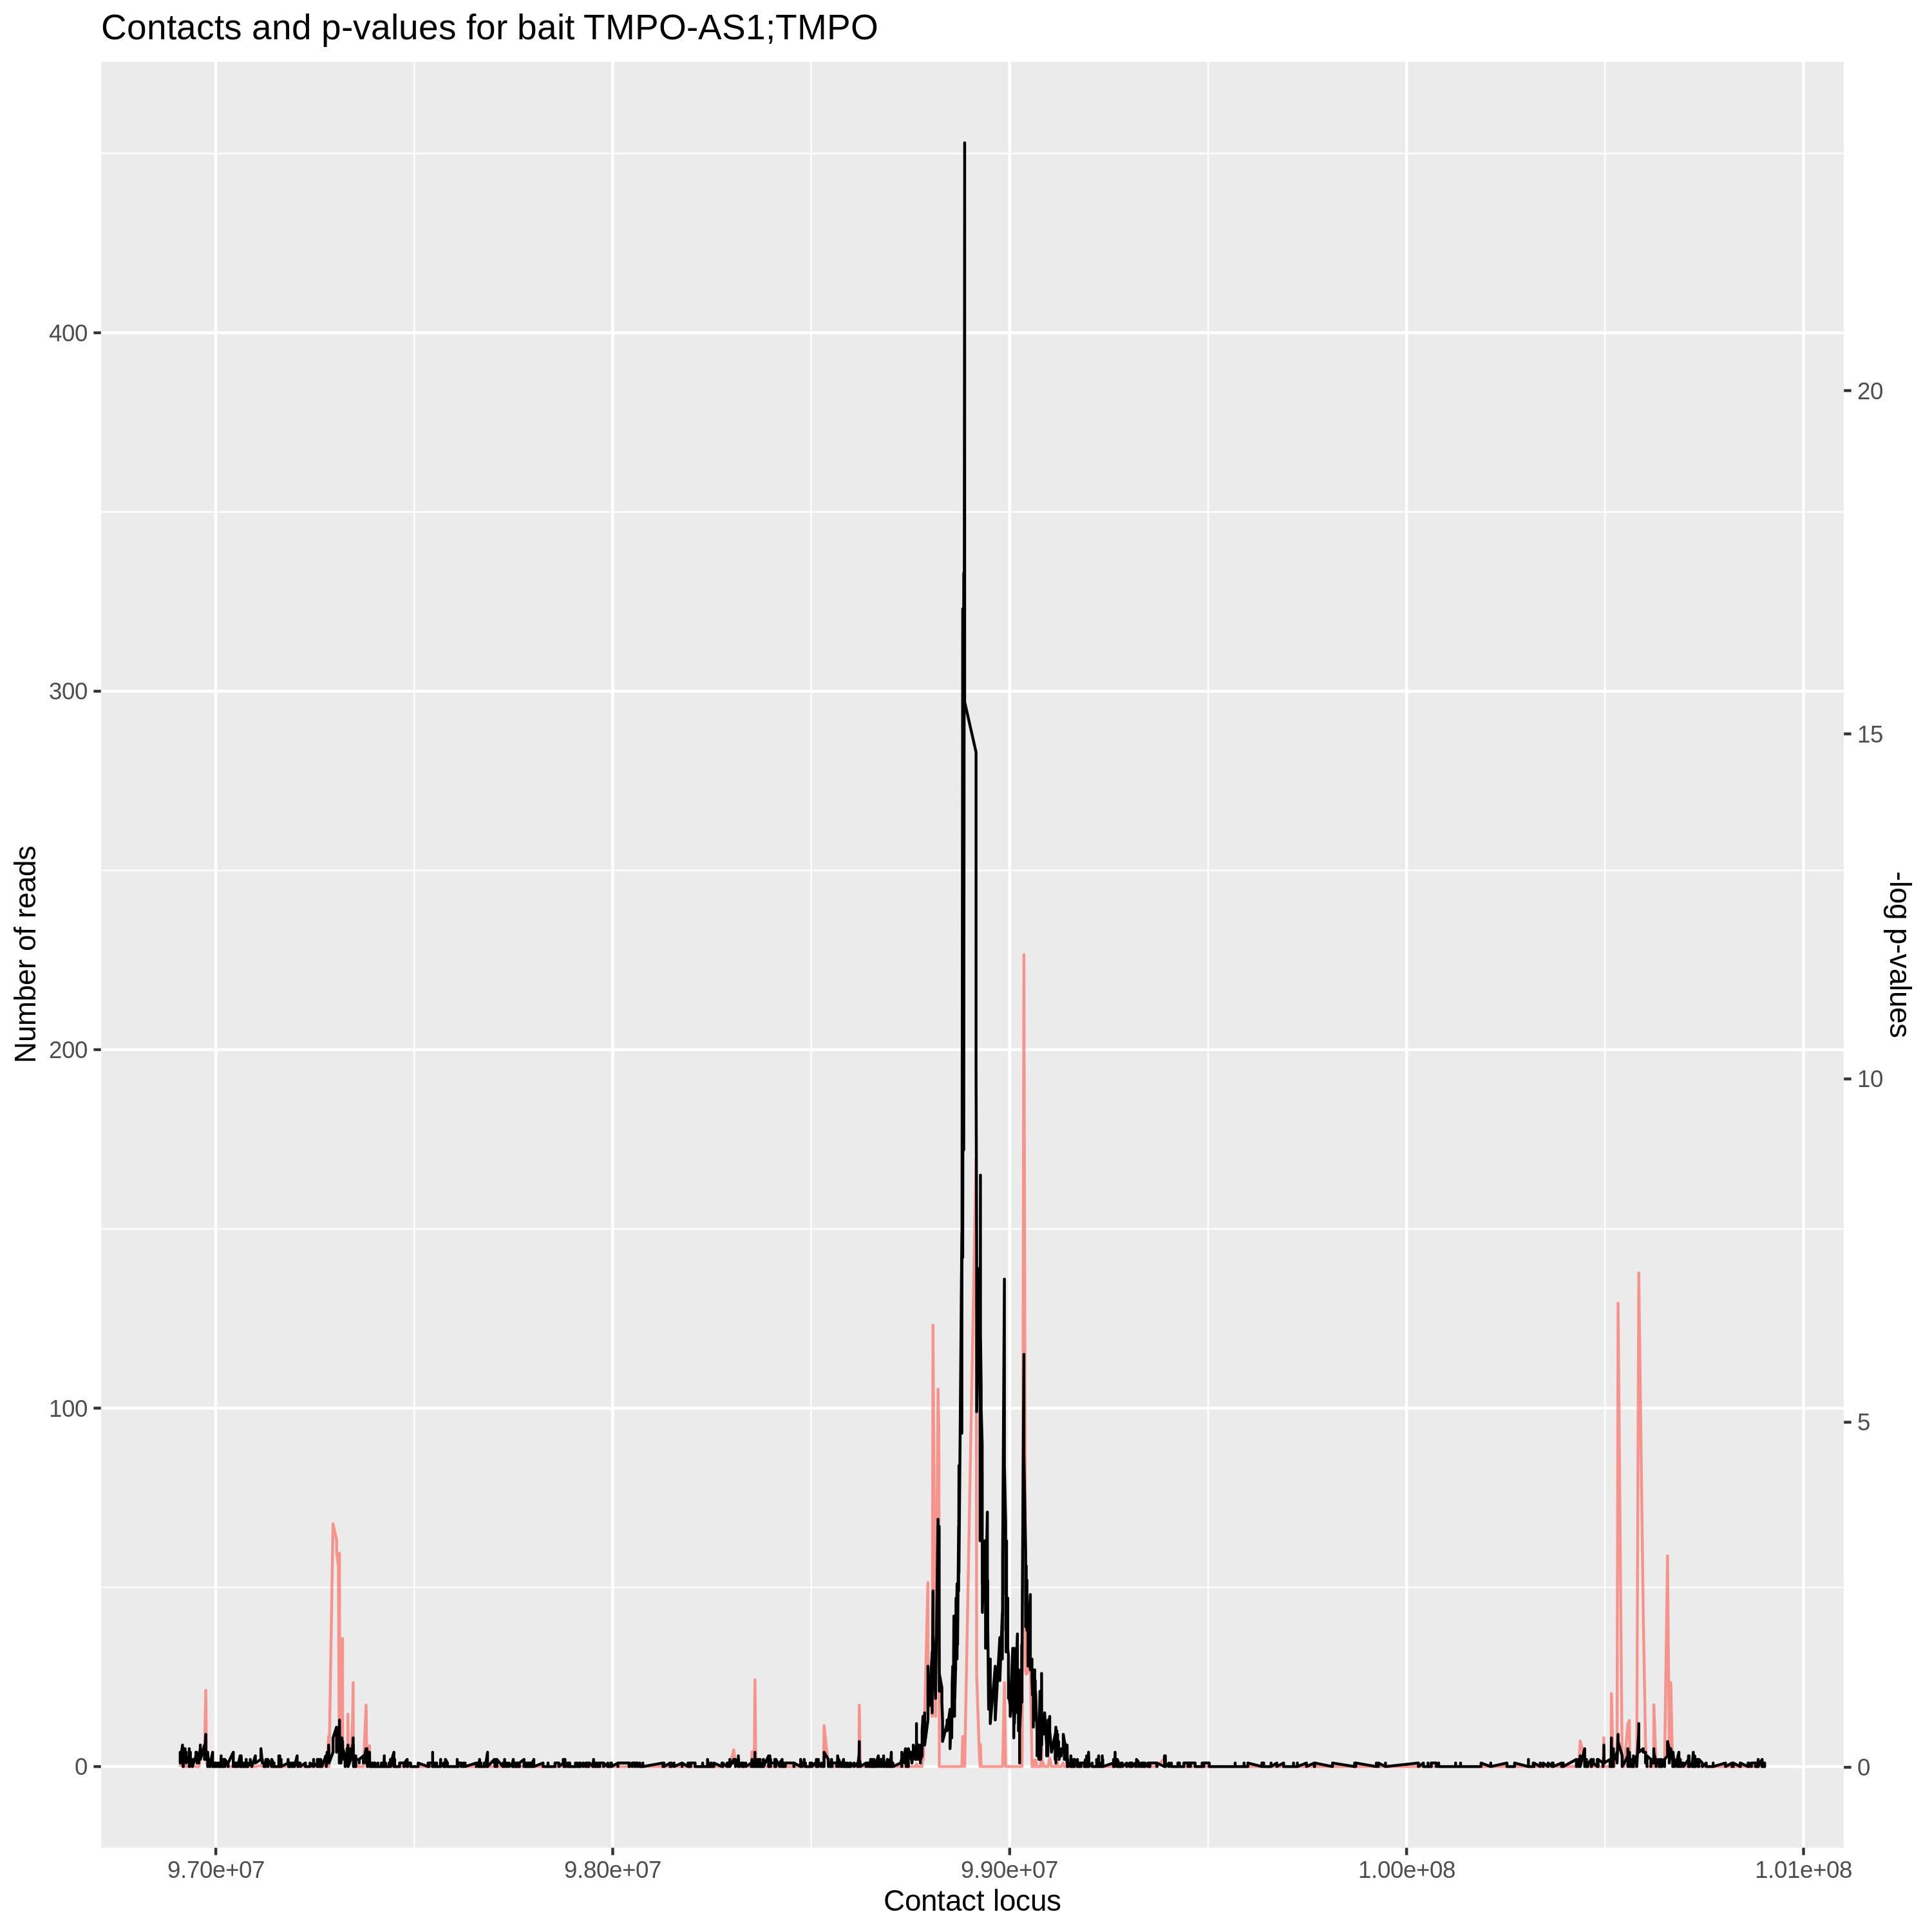 Contacts and p-values for bait TMPO-AS1;TMPO
Number of reads
400
300
200
100
0
20
15
10
5
0
-log p-values
9.70e+07
9.80e+07
9.90e+07
1.00e+08
1.01e+08
Contact locus